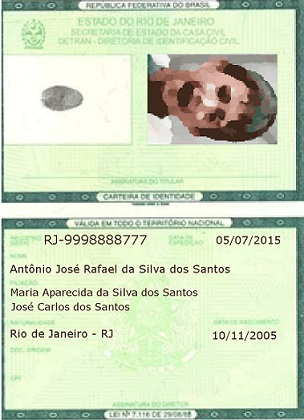 REPÚBLICA FEDERATIVA DO BRASIL
ESTADO DO RIO DE JANEIRO
SECRETARIA DE ESTADO DA CASA CIVIL
DETRAN - DIRETORIA DE IDENTIFICAÇÃO CIVIL
ASSINATURA DO TITULAR
CARTEIRA DE IDENTIDADE
VÁLIDA EM TODO O TERRITÓRIO NACIONAL
REGISTRO GERAL RJ-9998888777 DATA DE EXPEDIÇÃO 05/07/2015
NOME
Antônio José Rafael da Silva dos Santos
FILIAÇÃO
Maria Aparecida da Silva dos Santos
José Carlos dos Santos
NATURALIDADE DATA DE NASCIMENTO
Rio de Janeiro - RJ 10/11/2005
DOC. ORIGEM
ASSINATURA DO DIRETOR
LEI Nº 7.116 DE 29/08/83